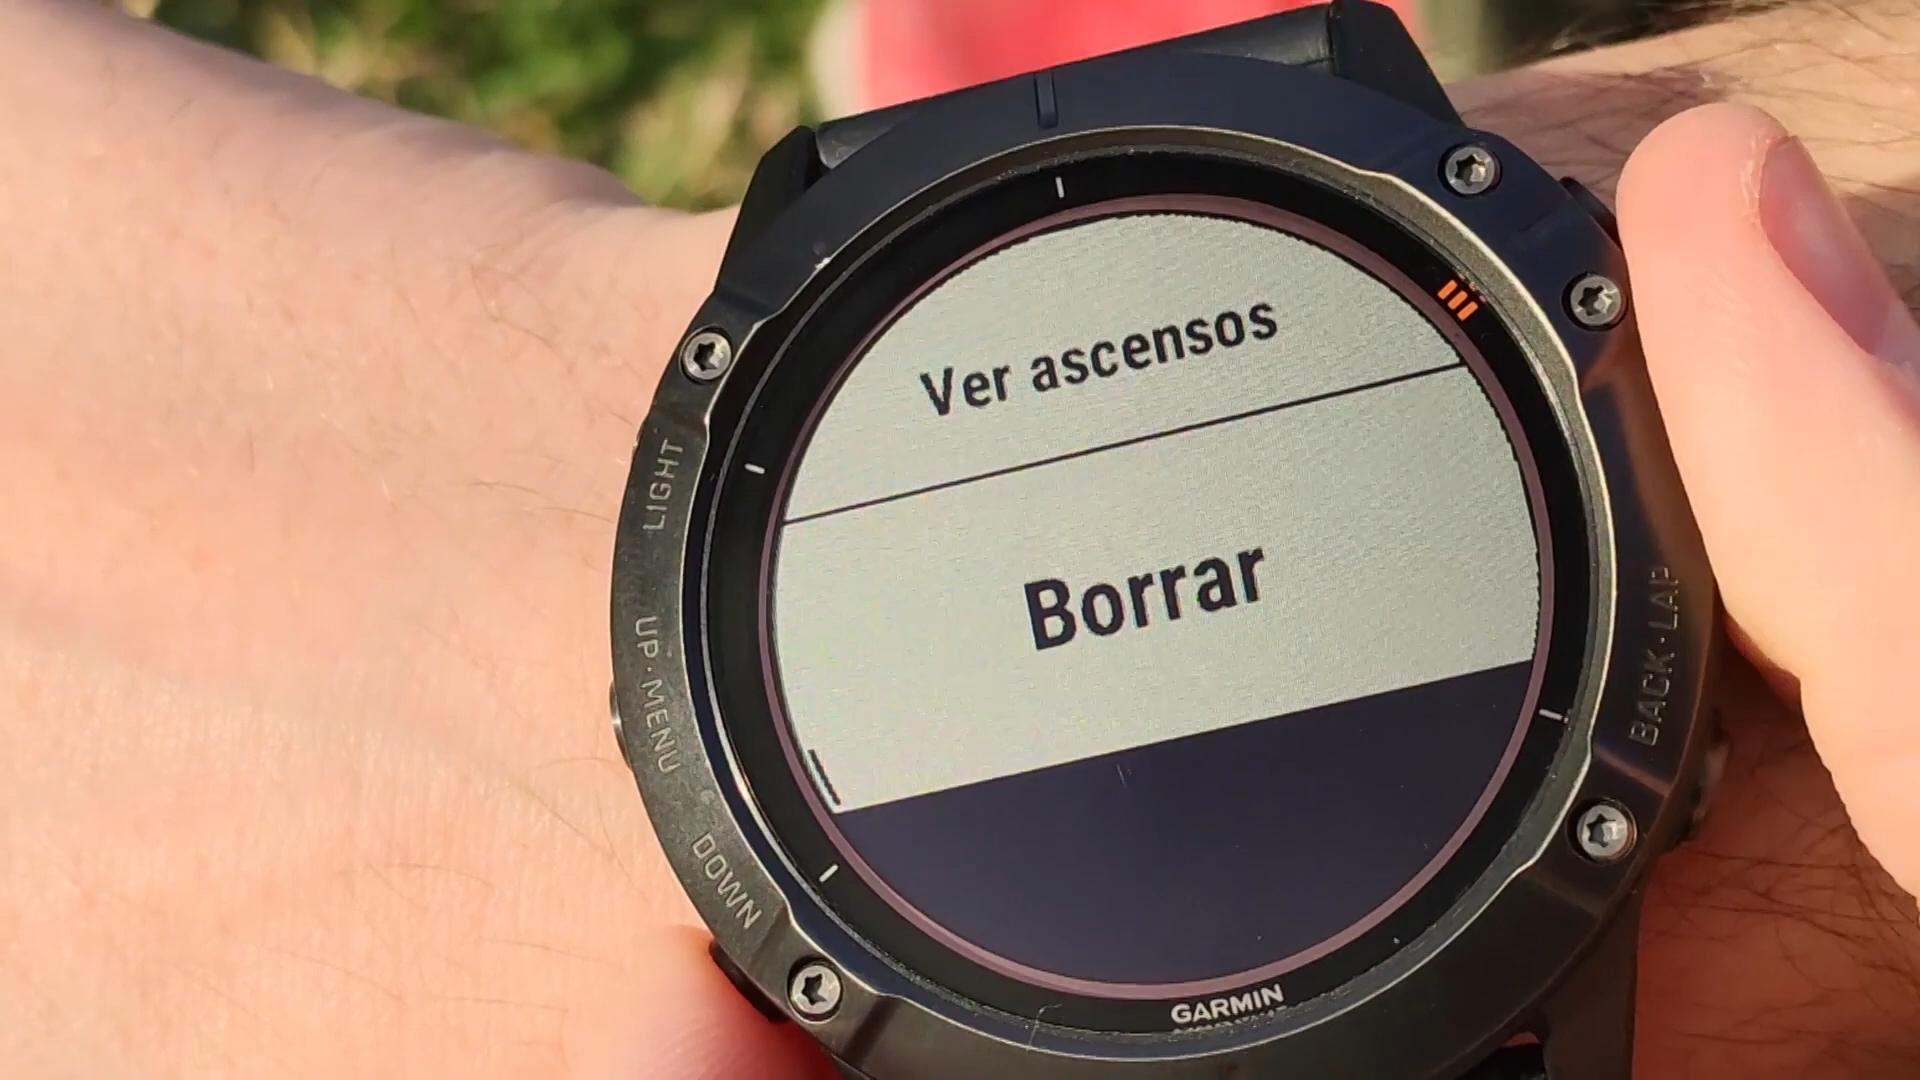 Ver ascensos
Borrar
LIGHT
UP·MENU
DOWN
BACK·LAP
GARMIN